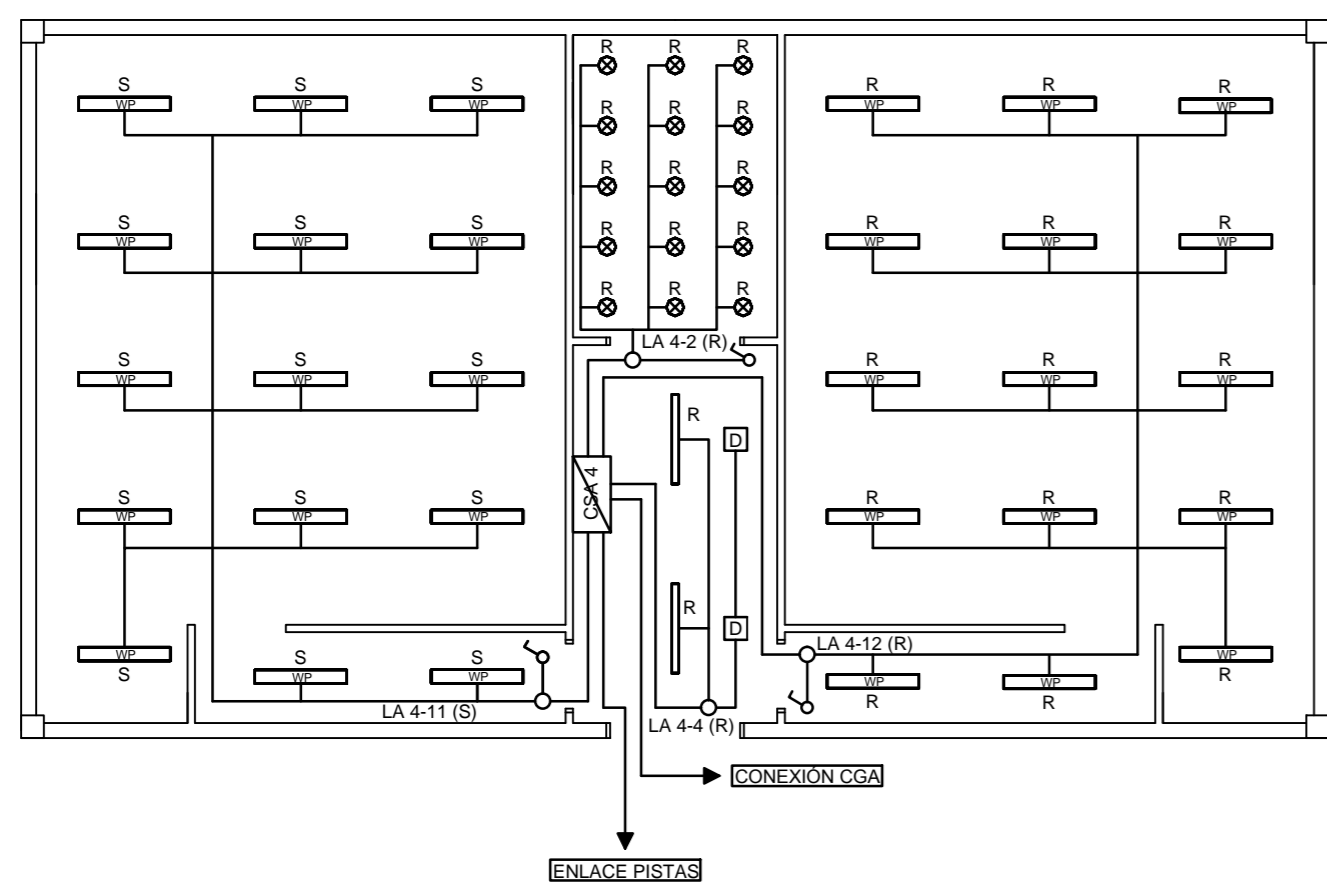 R R R
S S S R R R
WP WP WP WP WP WP
R R R
R R R
S S S R R R
WP WP WP WP WP WP
R R R
R R R
LA 4-2 (R)
S S S R R R
WP WP WP WP WP WP
R
D
CSA 4
S S S R R R
WP WP WP WP WP WP
R
D
LA 4-12 (R)
WP S S R
WP WP WP WP WP
S R R
LA 4-11 (S)
LA 4-4 (R)
CONEXIÓN CGA
ENLACE PISTAS